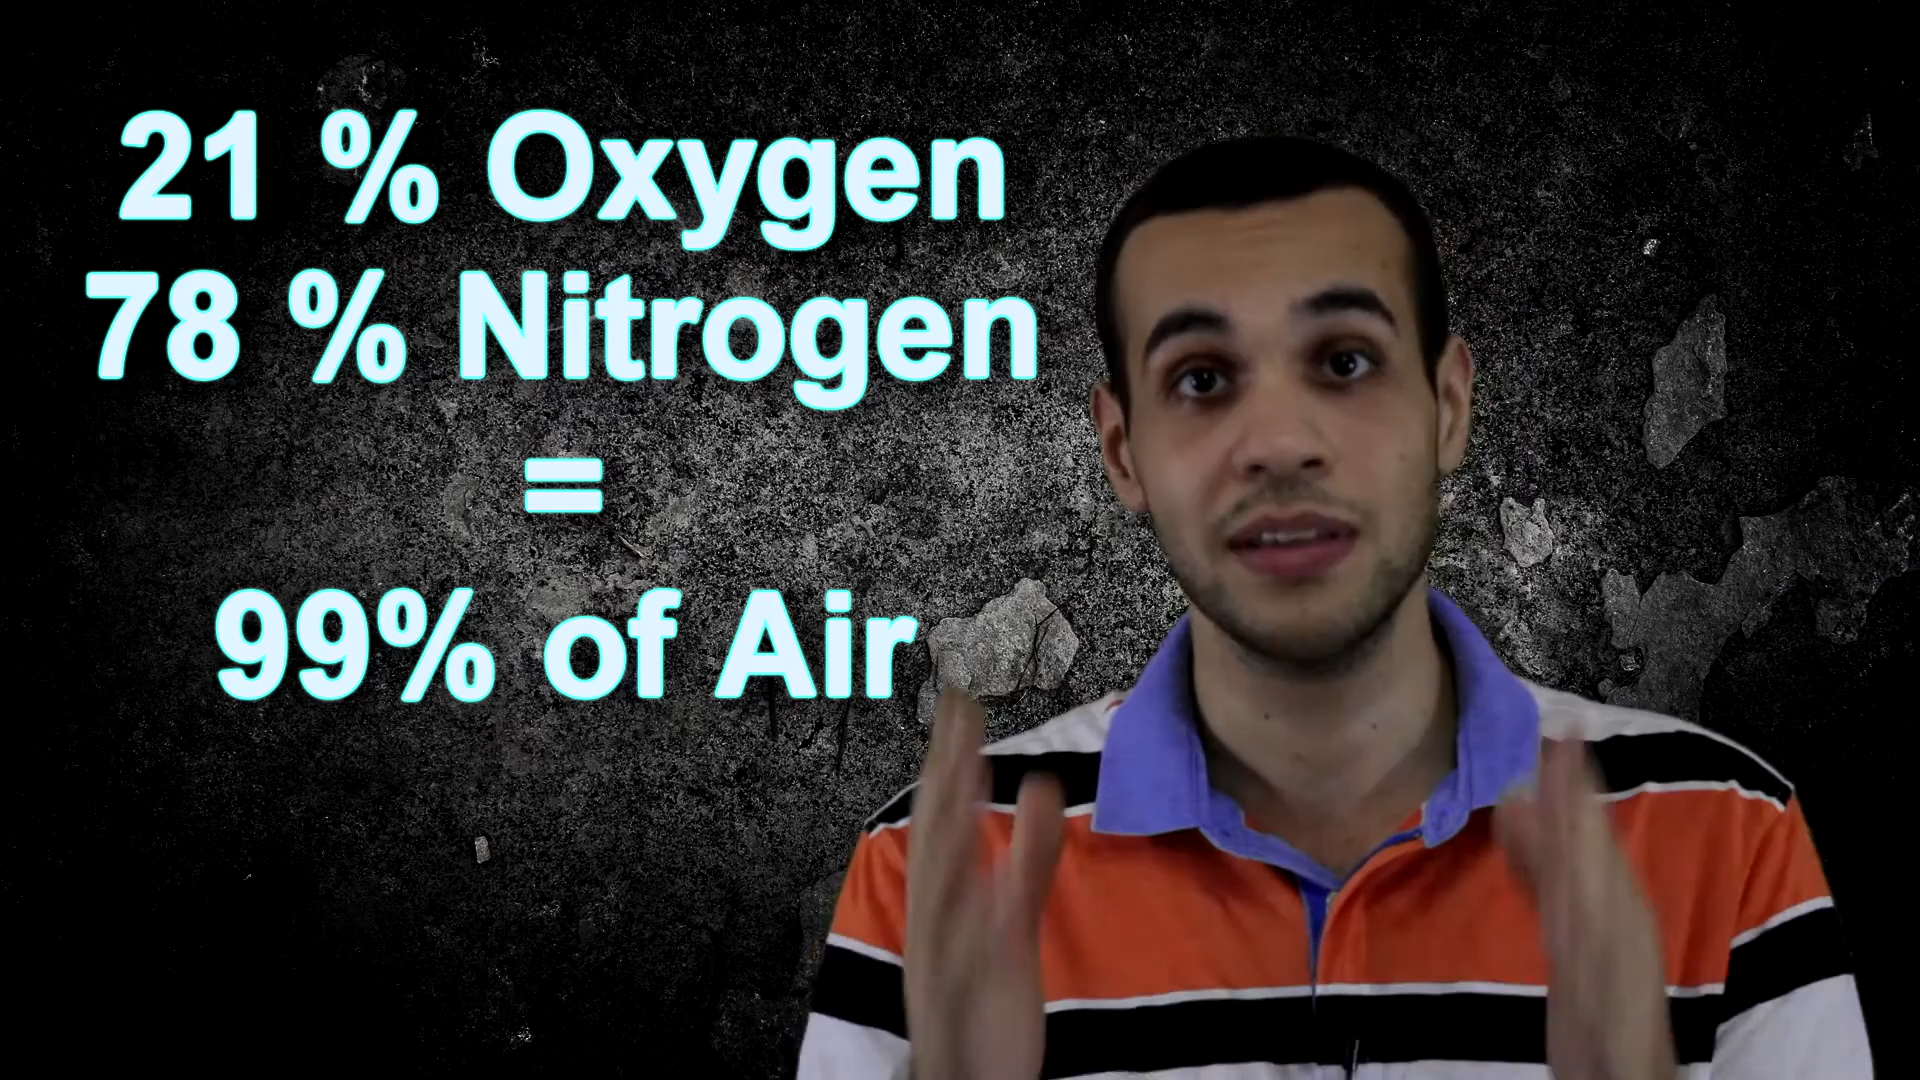 21 % Oxygen
78 % Nitrogen
=
99% of Air